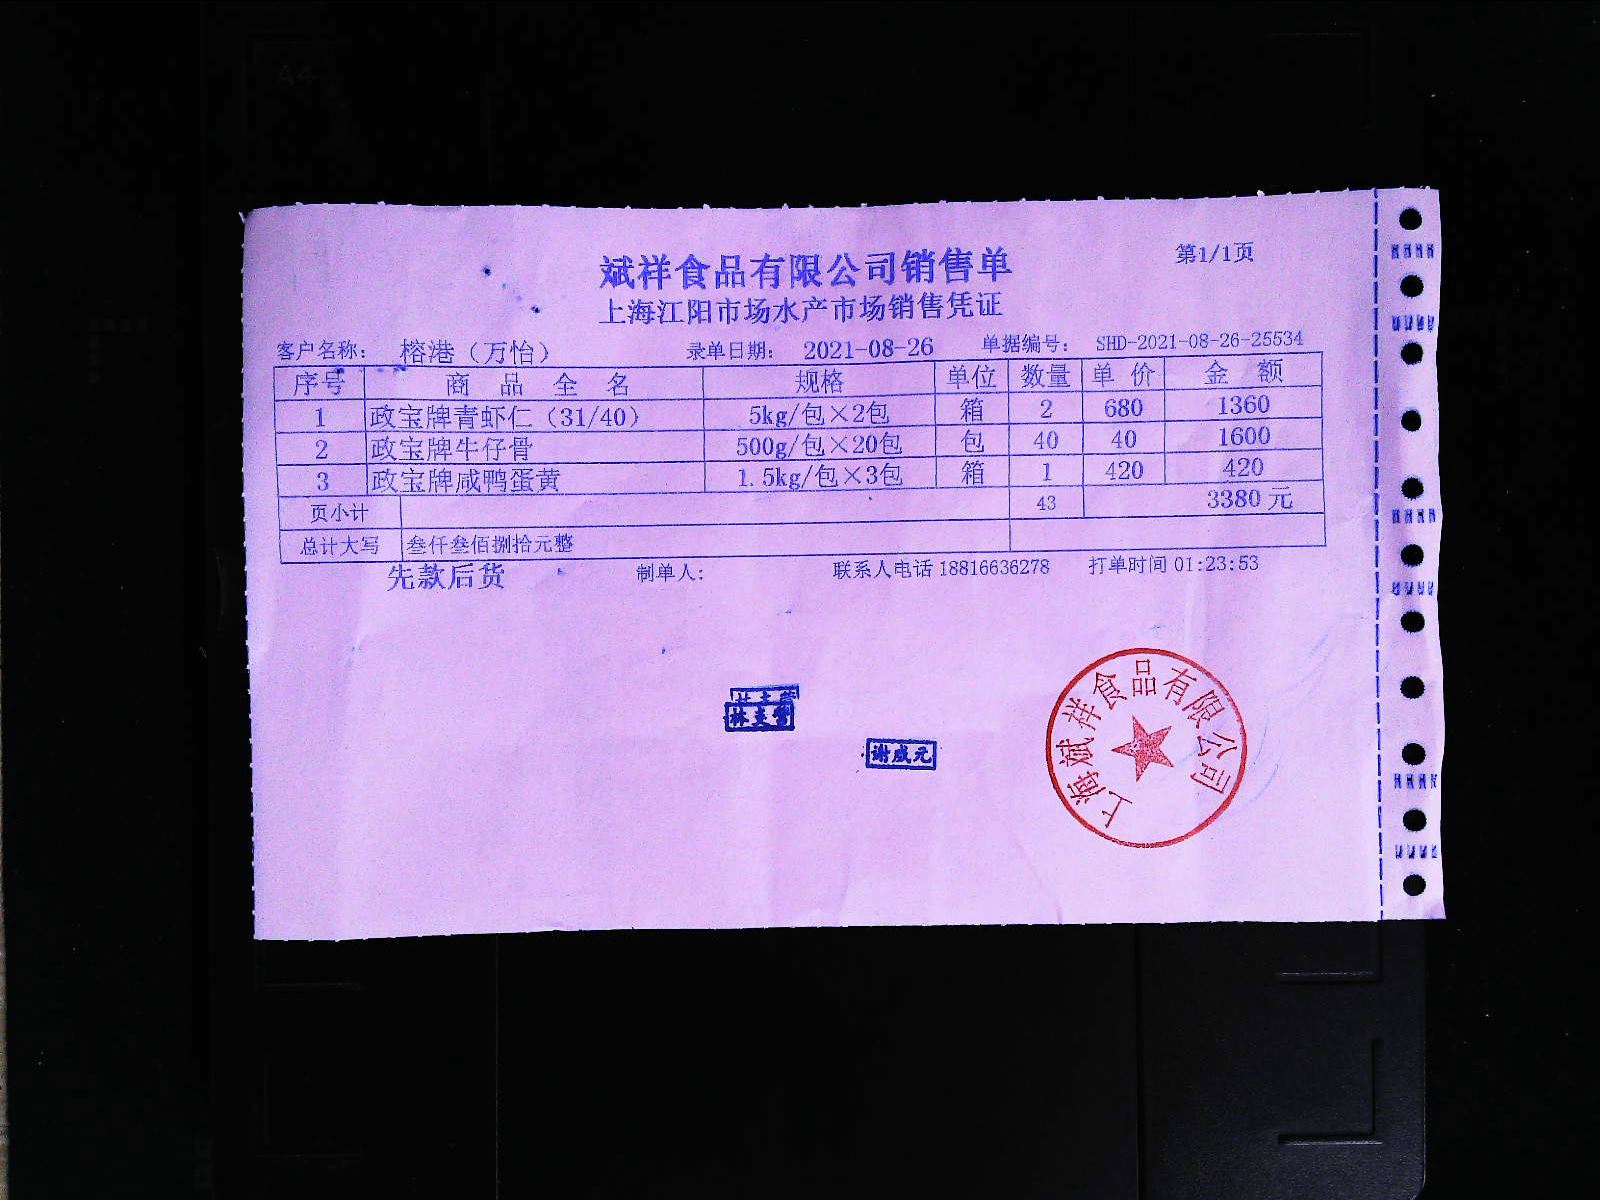 斌祥食品有限公司销售单
第1/1页
上海江阳市场水产市场销售凭证
客户名称： 榕港（万怡） 录单日期： 2021-08-26 单据编号： SHD-2021-08-26-25534
序号 商品全名 规格 单位 数量 单价 金额
1 政宝牌青虾仁（31/40） 5kg/包×2包 箱 2 680 1360
2 政宝牌牛仔骨 500g/包×20包 包 40 40 1600
3 政宝牌咸鸭蛋黄 1.5kg/包×3包 箱 1 420 420
页小计 43 3380元
总计大写 叁仟叁佰捌拾元整
先款后货 制单人： 联系人电话 18816636278 打单时间 01:23:53
谢成元
上海斌祥食品有限公司
A4